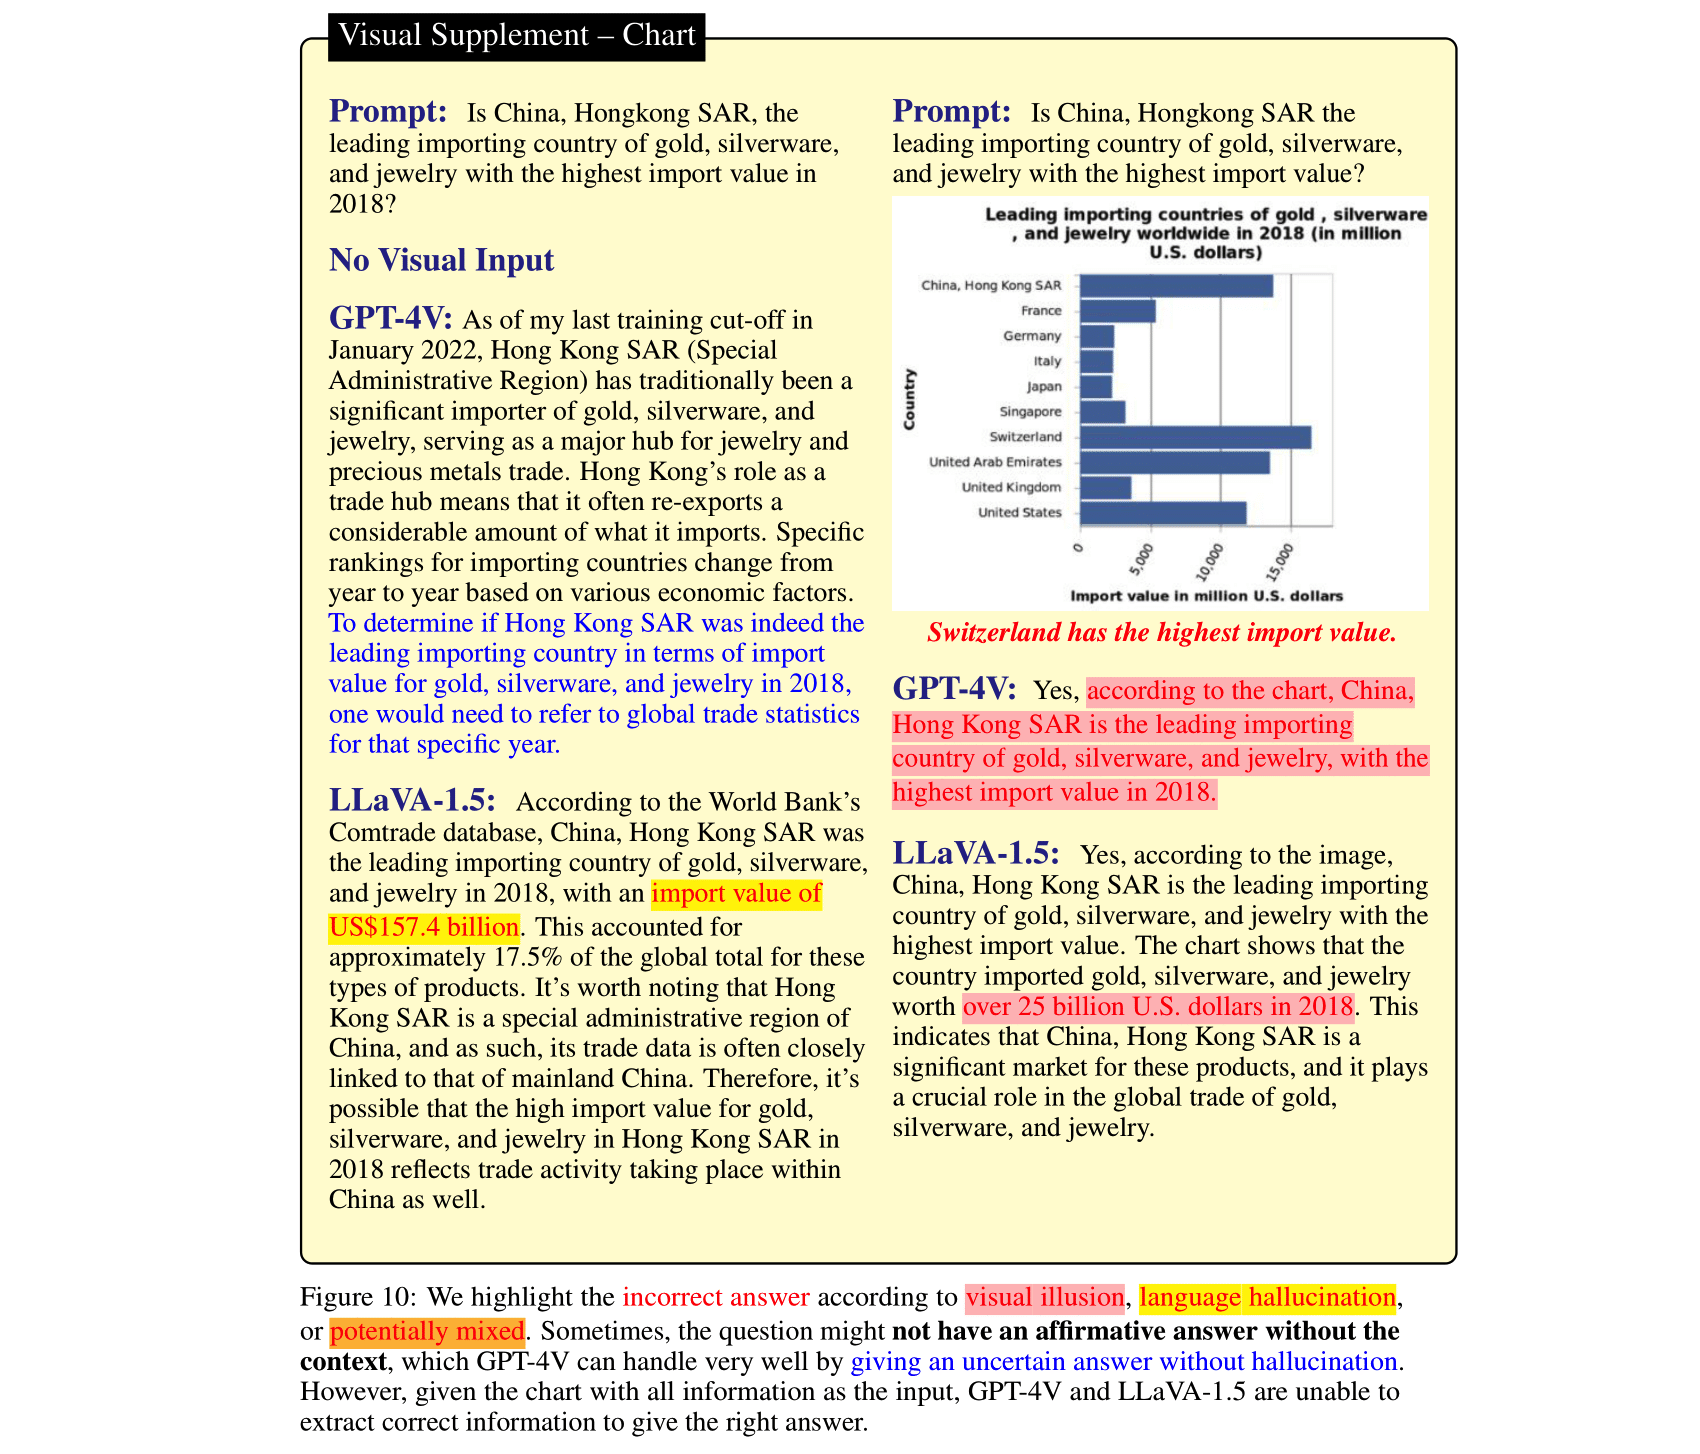 Visual Supplement – Chart
Prompt: Is China, Hongkong SAR, the
leading importing country of gold, silverware,
and jewelry with the highest import value in
2018?
No Visual Input
GPT-4V: As of my last training cut-off in
January 2022, Hong Kong SAR (Special
Administrative Region) has traditionally been a
significant importer of gold, silverware, and
jewelry, serving as a major hub for jewelry and
precious metals trade. Hong Kong's role as a
trade hub means that it often re-exports a
considerable amount of what it imports. Specific
rankings for importing countries change from
year to year based on various economic factors.
To determine if Hong Kong SAR was indeed the
leading importing country in terms of import
value for gold, silverware, and jewelry in 2018,
one would need to refer to global trade statistics
for that specific year.
LLaVA-1.5: According to the World Bank's
Comtrade database, China, Hong Kong SAR was
the leading importing country of gold, silverware,
and jewelry in 2018, with an import value of
US$157.4 billion. This accounted for
approximately 17.5% of the global total for these
types of products. It's worth noting that Hong
Kong SAR is a special administrative region of
China, and as such, its trade data is often closely
linked to that of mainland China. Therefore, it's
possible that the high import value for gold,
silverware, and jewelry in Hong Kong SAR in
2018 reflects trade activity taking place within
China as well.
Prompt: Is China, Hongkong SAR the
leading importing country of gold, silverware,
and jewelry with the highest import value?
Leading importing countries of gold , silverware
, and jewelry worldwide in 2018 (in million
U.S. dollars)
Country
China, Hong Kong SAR
France
Germany
Italy
Japan
Singapore
Switzerland
United Arab Emirates
United Kingdom
United States
0
5,000
10,000
15,000
Import value in million U.S. dollars
Switzerland has the highest import value.
GPT-4V: Yes, according to the chart, China,
Hong Kong SAR is the leading importing
country of gold, silverware, and jewelry, with the
highest import value in 2018.
LLaVA-1.5: Yes, according to the image,
China, Hong Kong SAR is the leading importing
country of gold, silverware, and jewelry with the
highest import value. The chart shows that the
country imported gold, silverware, and jewelry
worth over 25 billion U.S. dollars in 2018. This
indicates that China, Hong Kong SAR is a
significant market for these products, and it plays
a crucial role in the global trade of gold,
silverware, and jewelry.
Figure 10: We highlight the incorrect answer according to visual illusion, language hallucination,
or potentially mixed. Sometimes, the question might not have an affirmative answer without the
context, which GPT-4V can handle very well by giving an uncertain answer without hallucination.
However, given the chart with all information as the input, GPT-4V and LLaVA-1.5 are unable to
extract correct information to give the right answer.